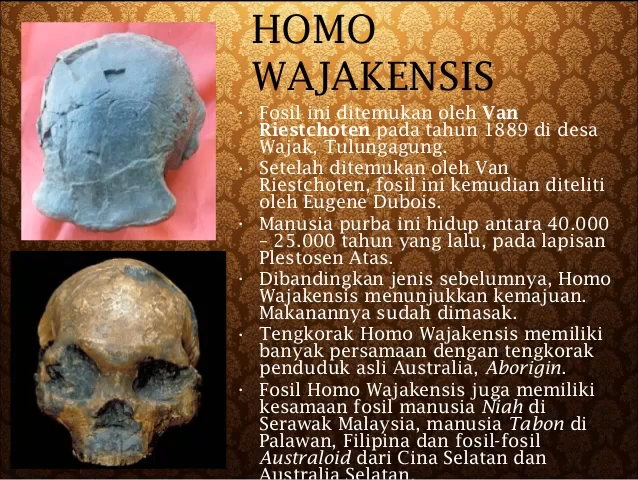 HOMO
WAJAKENSIS
· Fosil ini ditemukan oleh Van
Riestchoten pada tahun 1889 di desa
Wajak, Tulungagung.
· Setelah ditemukan oleh Van
Riestchoten, fosil ini kemudian diteliti
oleh Eugene Dubois.
· Manusia purba ini hidup antara 40.000
– 25.000 tahun yang lalu, pada lapisan
Plestosen Atas.
· Dibandingkan jenis sebelumnya, Homo
Wajakensis menunjukkan kemajuan.
Makanannya sudah dimasak.
· Tengkorak Homo Wajakensis memiliki
banyak persamaan dengan tengkorak
penduduk asli Australia, Aborigin.
· Fosil Homo Wajakensis juga memiliki
kesamaan fosil manusia Niah di
Serawak Malaysia, manusia Tabon di
Palawan, Filipina dan fosil-fosil
Australoid dari Cina Selatan dan
Australia Selatan.